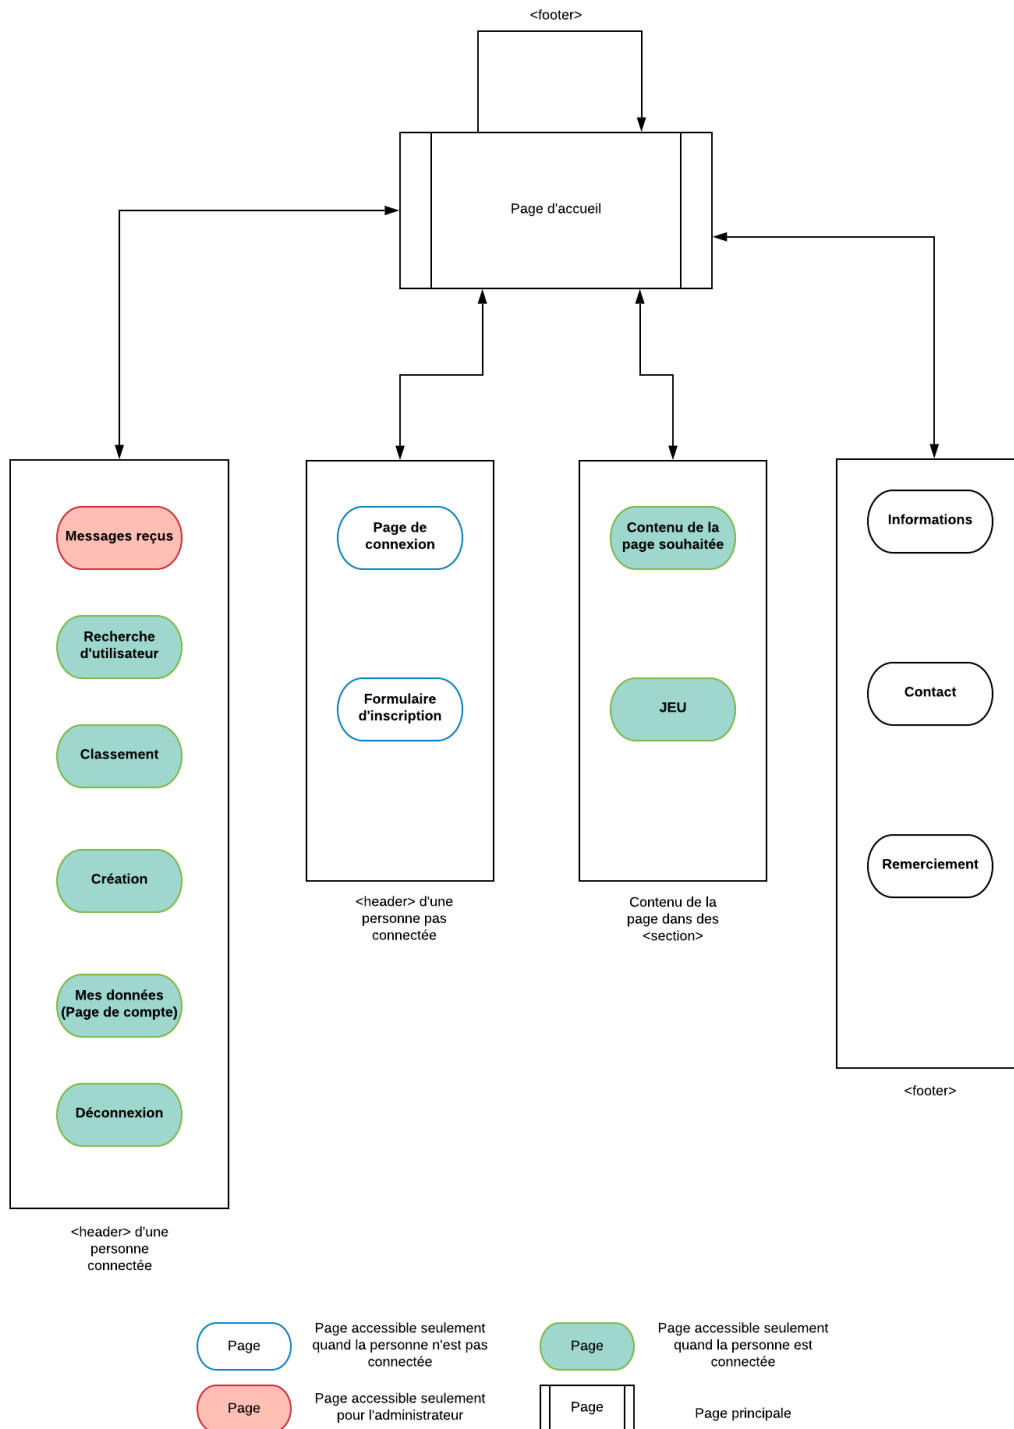 <footer>
Page d'accueil
Messages reçus
Recherche
d'utilisateur
Classement
Création
Mes données
(Page de compte)
Déconnexion
<header> d'une
personne
connectée
Page de
connexion
Formulaire
d'inscription
<header> d'une
personne pas
connectée
Contenu de la
page souhaitée
JEU
Contenu de la
page dans des
<section>
Informations
Contact
Remerciement
<footer>
Page
Page accessible seulement
quand la personne n'est pas
connectée
Page
Page accessible seulement
quand la personne est
connectée
Page
Page accessible seulement
pour l'administrateur
Page
Page principale